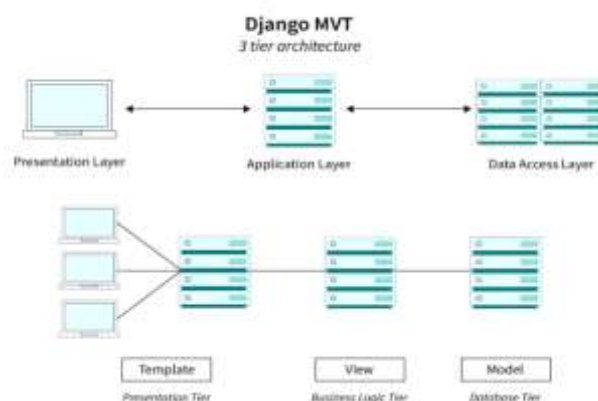 Django MVT
3 tier architecture
Presentation Layer
Application Layer
Data Access Layer
Template
View
Model
Presentation Tier
Business Logic Tier
Database Tier